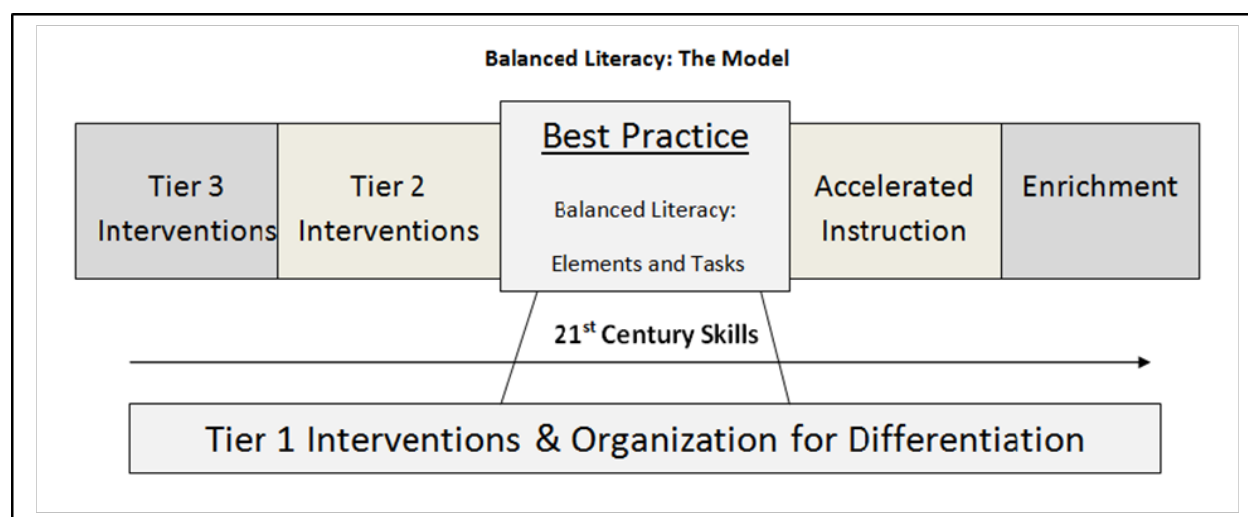 Balanced Literacy: The Model
Tier 3
Interventions
Tier 2
Interventions
Best Practice
Balanced Literacy:
Elements and Tasks
Accelerated
Instruction
Enrichment
21st Century Skills
Tier 1 Interventions & Organization for Differentiation